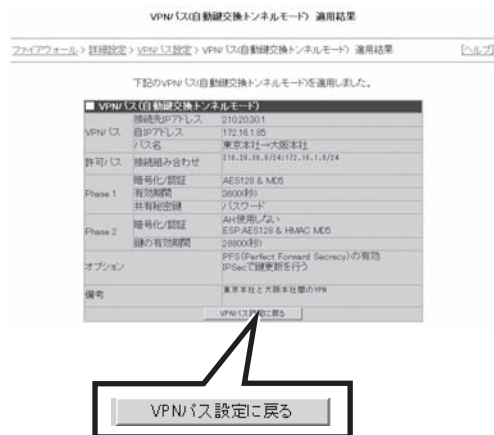 VPNパス(自動鍵交換トンネルモード) 適用結果
ファイアウォール > 詳細設定 > VPNパス設定 > VPNパス(自動鍵交換トンネルモード) 適用結果 [ヘルプ]
下記のVPNパス(自動鍵交換トンネルモード)を適用しました。
■ VPNパス(自動鍵交換トンネルモード)
VPNパス 接続先IPアドレス 210.20.30.1
自IPアドレス 172.16.1.85
パス名 東京本社→大阪本社
許可パス 接続組み合わせ 210.20.30.0/24:172.16.1.0/24
Phase 1 暗号化/認証 AES128 & MD5
有効期間 3600(秒)
共有秘密鍵 パスワード
Phase 2 暗号化/認証 AH:使用しない
ESP:AES128 & HMAC MD5
鍵の有効期間 28800(秒)
オプション PFS(Perfect Forward Secrecy)の有効
IPSecで鍵更新を行う
備考 東京本社と大阪本社間のVPN
VPNパス設定に戻る
VPNパス設定に戻る